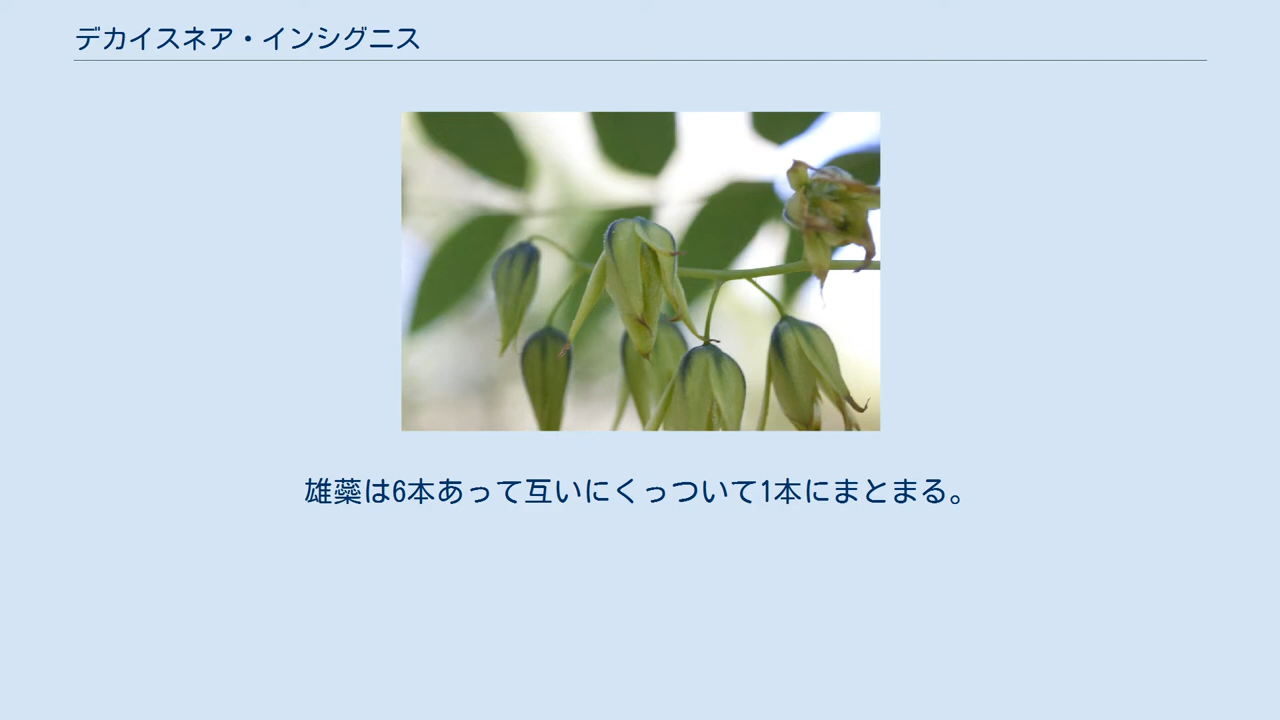 デカイスネア・インシグニス
雄蘂は6本あって互いにくっついて1本にまとまる。